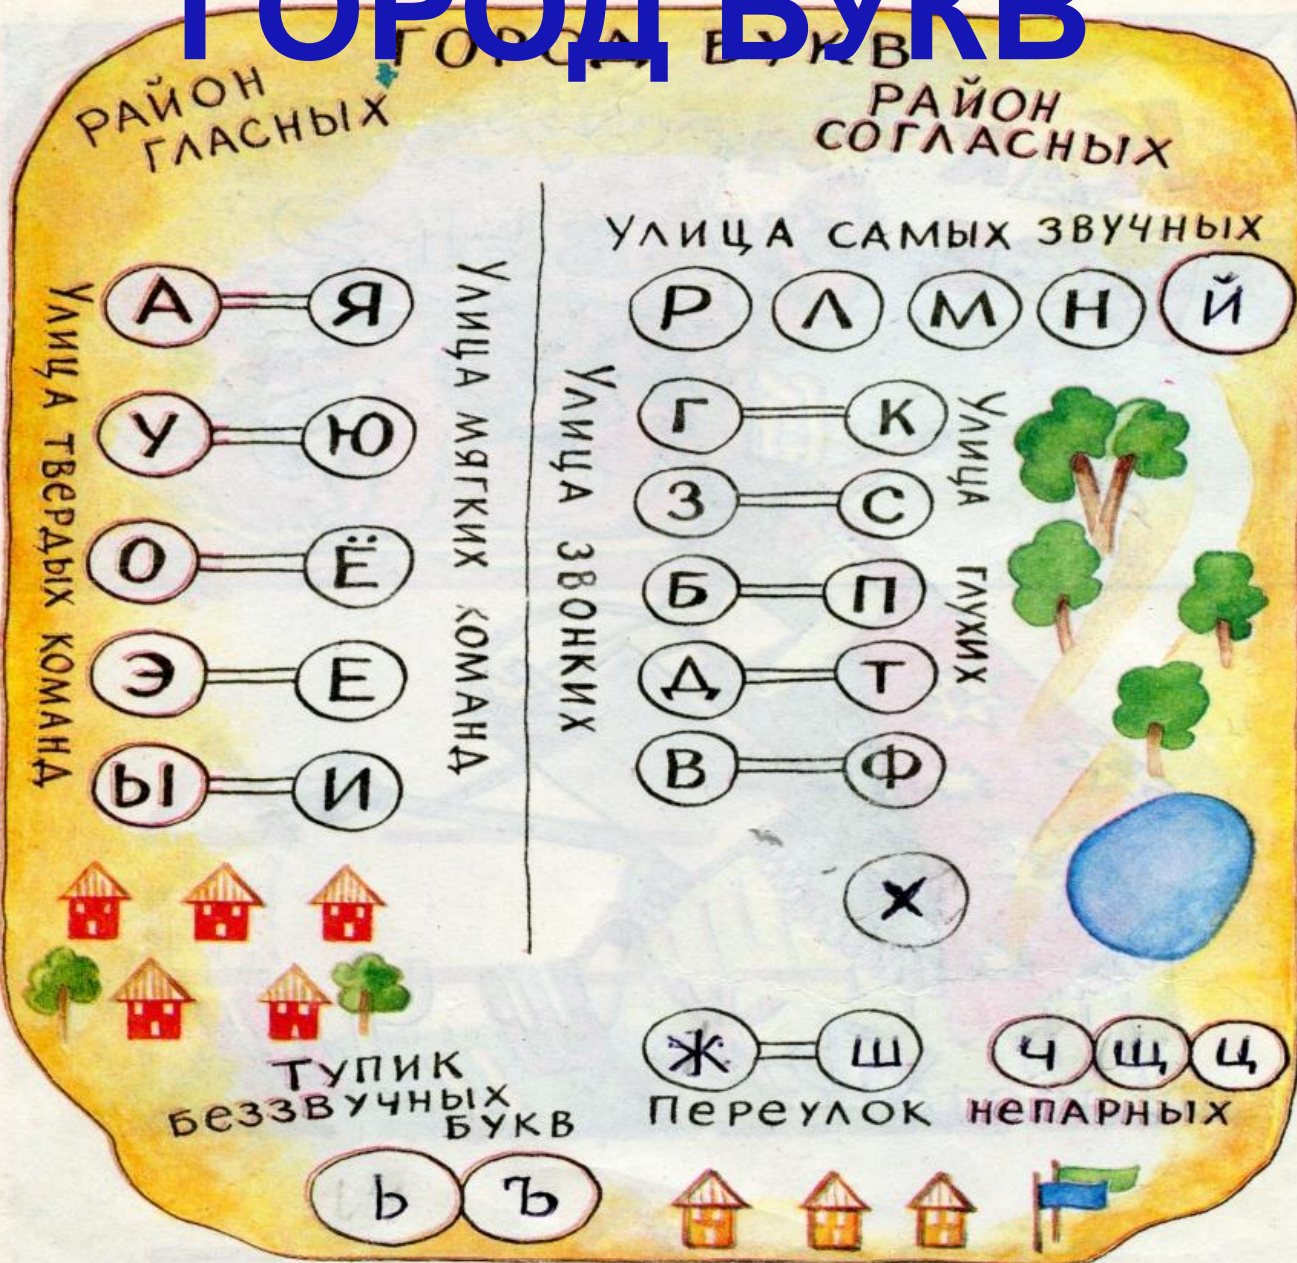 ГОРОД БУКВ
ГОРОД БУКВ
РАЙОН
ГЛАСНЫХ
РАЙОН
СОГЛАСНЫХ
УЛИЦА ТВЕРДЫХ КОМАНД
А Я
У Ю
О Ё
Э Е
Ы И
УЛИЦА МЯГКИХ КОМАНД
УЛИЦА САМЫХ ЗВУЧНЫХ
Р Л М Н Й
УЛИЦА ЗВОНКИХ
Г К
З С
Б П
Д Т
В Ф
УЛИЦА ГЛУХИХ
Х
Ж Ш Ч Щ Ц
ПЕРЕУЛОК НЕПАРНЫХ
ТУПИК
БЕЗЗВУЧНЫХ
БУКВ
Ь Ъ